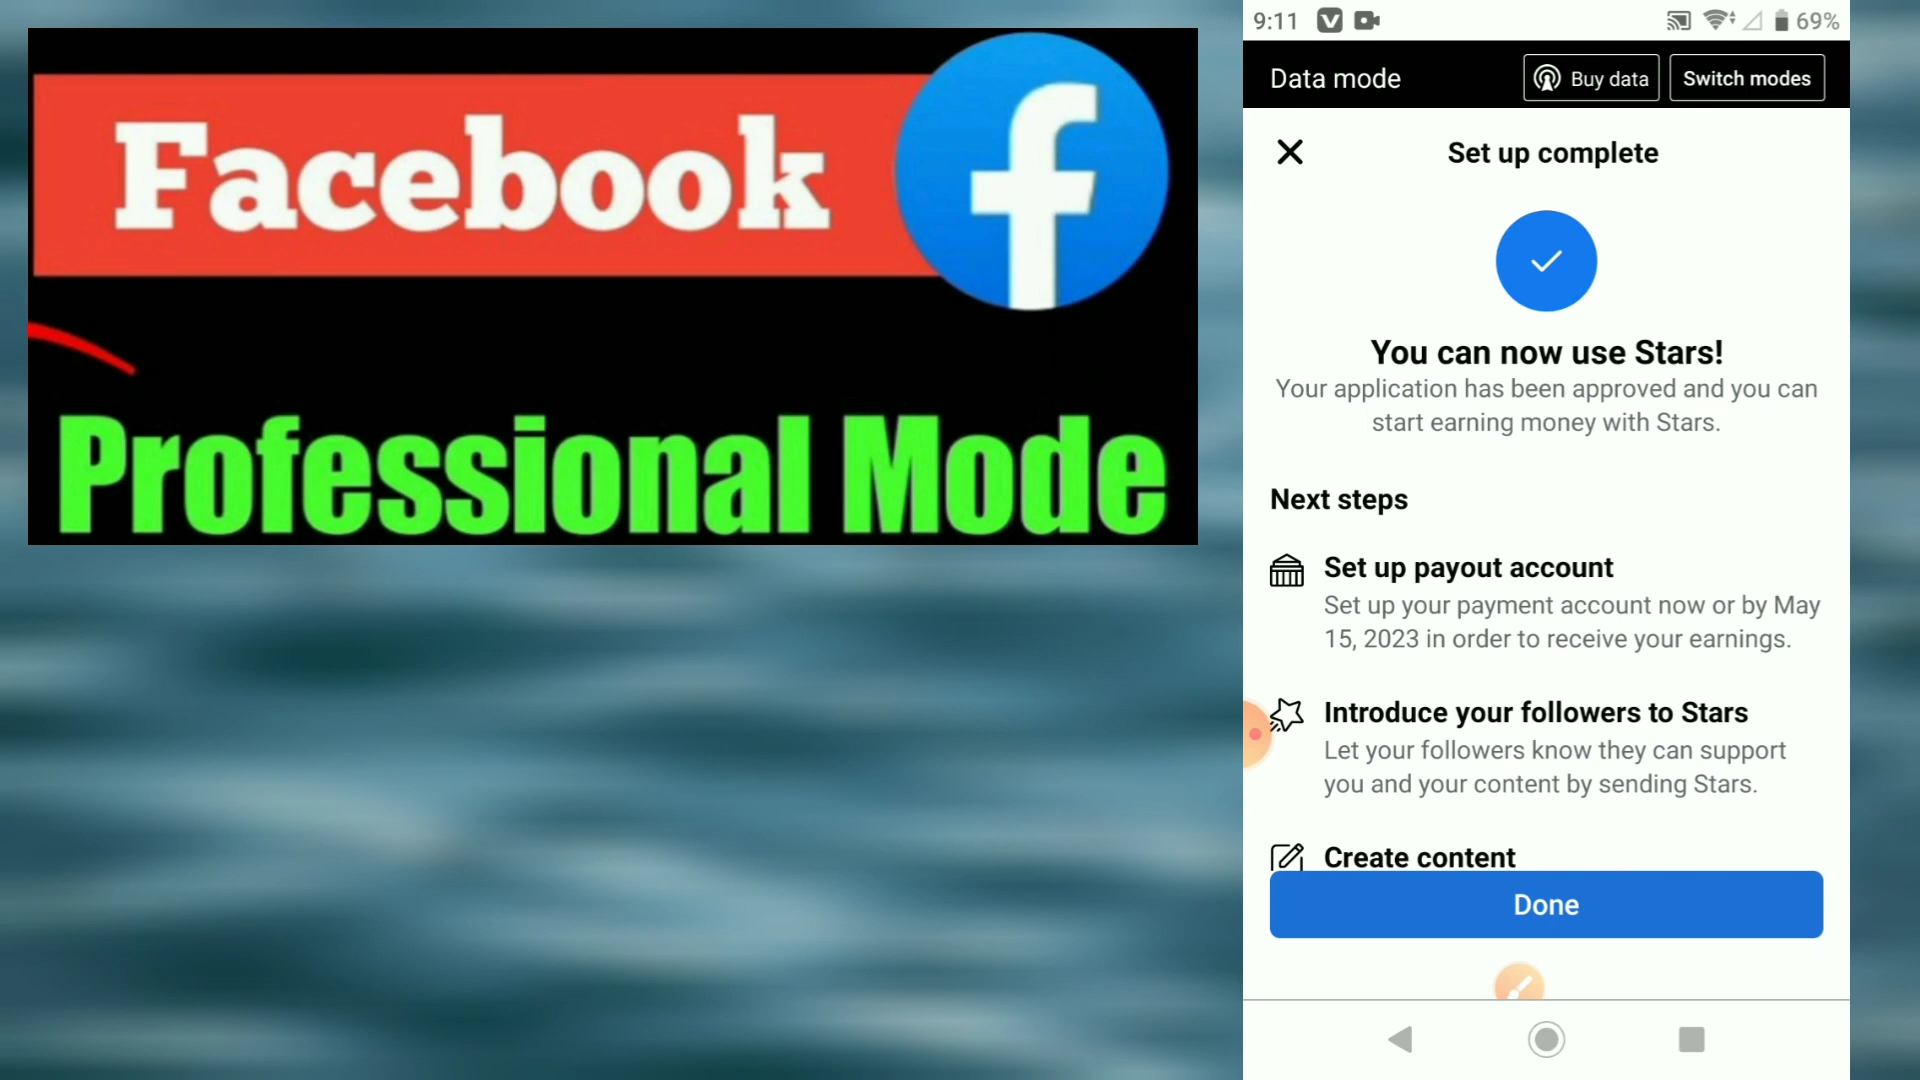 Facebook
f
Professional Mode
9:11
69%
Data mode
Buy data
Switch modes
Set up complete
You can now use Stars!
Your application has been approved and you can
start earning money with Stars.
Next steps
Set up payout account
Set up your payment account now or by May
15, 2023 in order to receive your earnings.
Introduce your followers to Stars
Let your followers know they can support
you and your content by sending Stars.
Create content
Done